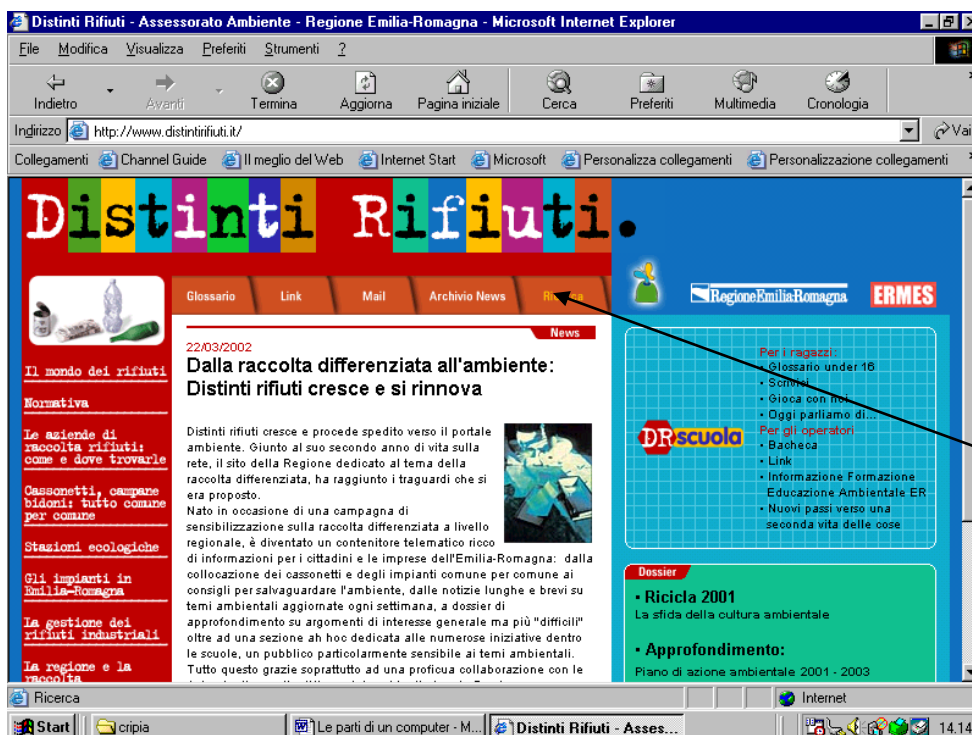 Distinti Rifiuti - Assessorato Ambiente - Regione Emilia-Romagna - Microsoft Internet Explorer
File Modifica Visualizza Preferiti Strumenti ?
Indietro Avanti Termina Aggiorna Pagina iniziale Cerca Preferiti Multimedia Cronologia
Indirizzo http://www.distintirifiuti.it/ Vai
Collegamenti Channel Guide Il meglio del Web Internet Start Microsoft Personalizza collegamenti Personalizzazione collegamenti
Distinti Rifiuti.
Glossario Link Mail Archivio News
RegioneEmiliaRomagna ERMES
Il mondo dei rifiuti
Normativa
Le aziende di
raccolta rifiuti:
come e dove trovarle
Cassonetti, campane
bidoni: tutto comune
per comune
Stazioni ecologiche
Gli impianti in
Emilia-Romagna
La gestione dei
rifiuti industriali
La regione e la
raccolta
News
22/03/2002
Dalla raccolta differenziata all'ambiente:
Distinti rifiuti cresce e si rinnova
Distinti rifiuti cresce e procede spedito verso il portale
ambiente. Giunto al suo secondo anno di vita sulla
rete, il sito della Regione dedicato al tema della
raccolta differenziata, ha raggiunto i traguardi che si
era proposto.
Nato in occasione di una campagna di
sensibilizzazione sulla raccolta differenziata a livello
regionale, è diventato un contenitore telematico ricco
di informazioni per i cittadini e le imprese dell'Emilia-Romagna: dalla
collocazione dei cassonetti e degli impianti comune per comune ai
consigli per salvaguardare l'ambiente, dalle notizie lunghe e brevi su
temi ambientali aggiornate ogni settimana, a dossier di
approfondimento su argomenti di interesse generale ma più "difficili"
oltre ad una sezione ah hoc dedicata alle numerose iniziative dentro
le scuole, un pubblico particolarmente sensibile ai temi ambientali.
Tutto questo grazie soprattutto ad una proficua collaborazione con le
DRscuola
Per i ragazzi:
• Glossario under 16
• Scrivici
• Gioca con noi
• Oggi parliamo di...
Per gli operatori
• Bacheca
• Link
• Informazione Formazione
Educazione Ambientale ER
• Nuovi passi verso una
seconda vita delle cose
Dossier
• Ricicla 2001
La sfida della cultura ambientale
• Approfondimento:
Piano di azione ambientale 2001 - 2003
Ricerca Internet
Start cripia Le parti di un computer - M... Distinti Rifiuti - Asses... 14.14